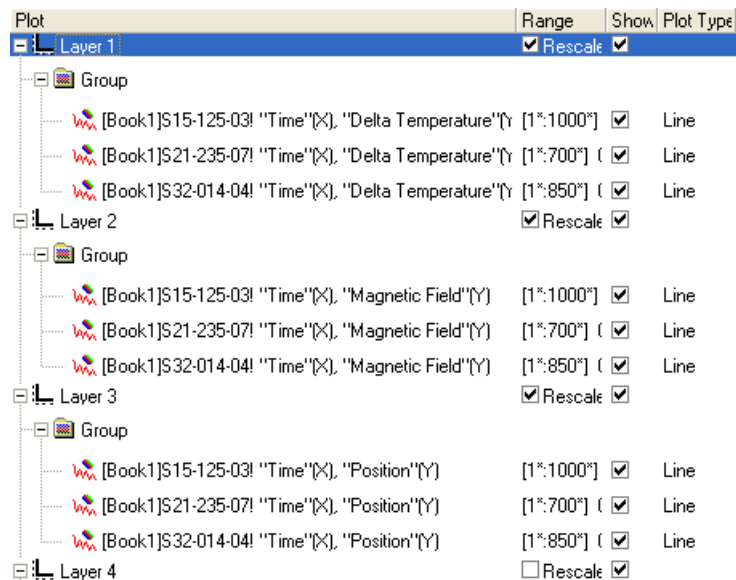 Plot Range Show Plot Type
Layer 1 Rescale
Group
[Book1]S15-125-03! "Time"(X), "Delta Temperature"(Y [1*:1000*] Line
[Book1]S21-235-07! "Time"(X), "Delta Temperature"(Y [1*:700*] ( Line
[Book1]S32-014-04! "Time"(X), "Delta Temperature"(Y [1*:850*] ( Line
Layer 2 Rescale
Group
[Book1]S15-125-03! "Time"(X), "Magnetic Field"(Y) [1*:1000*] Line
[Book1]S21-235-07! "Time"(X), "Magnetic Field"(Y) [1*:700*] ( Line
[Book1]S32-014-04! "Time"(X), "Magnetic Field"(Y) [1*:850*] ( Line
Layer 3 Rescale
Group
[Book1]S15-125-03! "Time"(X), "Position"(Y) [1*:1000*] Line
[Book1]S21-235-07! "Time"(X), "Position"(Y) [1*:700*] ( Line
[Book1]S32-014-04! "Time"(X), "Position"(Y) [1*:850*] ( Line
Layer 4 Rescale